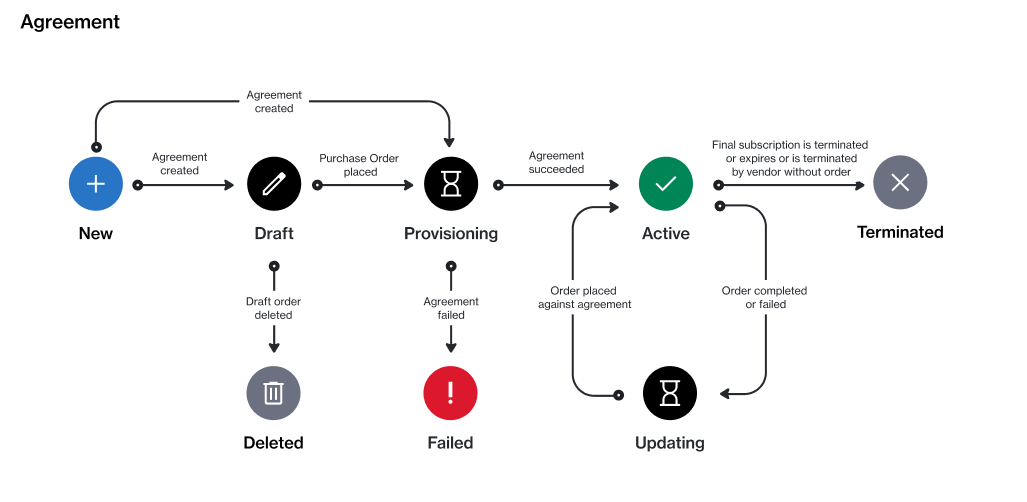 Agreement
Agreement
created
Agreement
created
Purchase Order
placed
Agreement
succeeded
Final subscription is terminated
or expires or is terminated
by vendor without order
New
Draft
Provisioning
Active
Terminated
Draft order
deleted
Agreement
failed
Order placed
against agreement
Order completed
or failed
Deleted
Failed
Updating